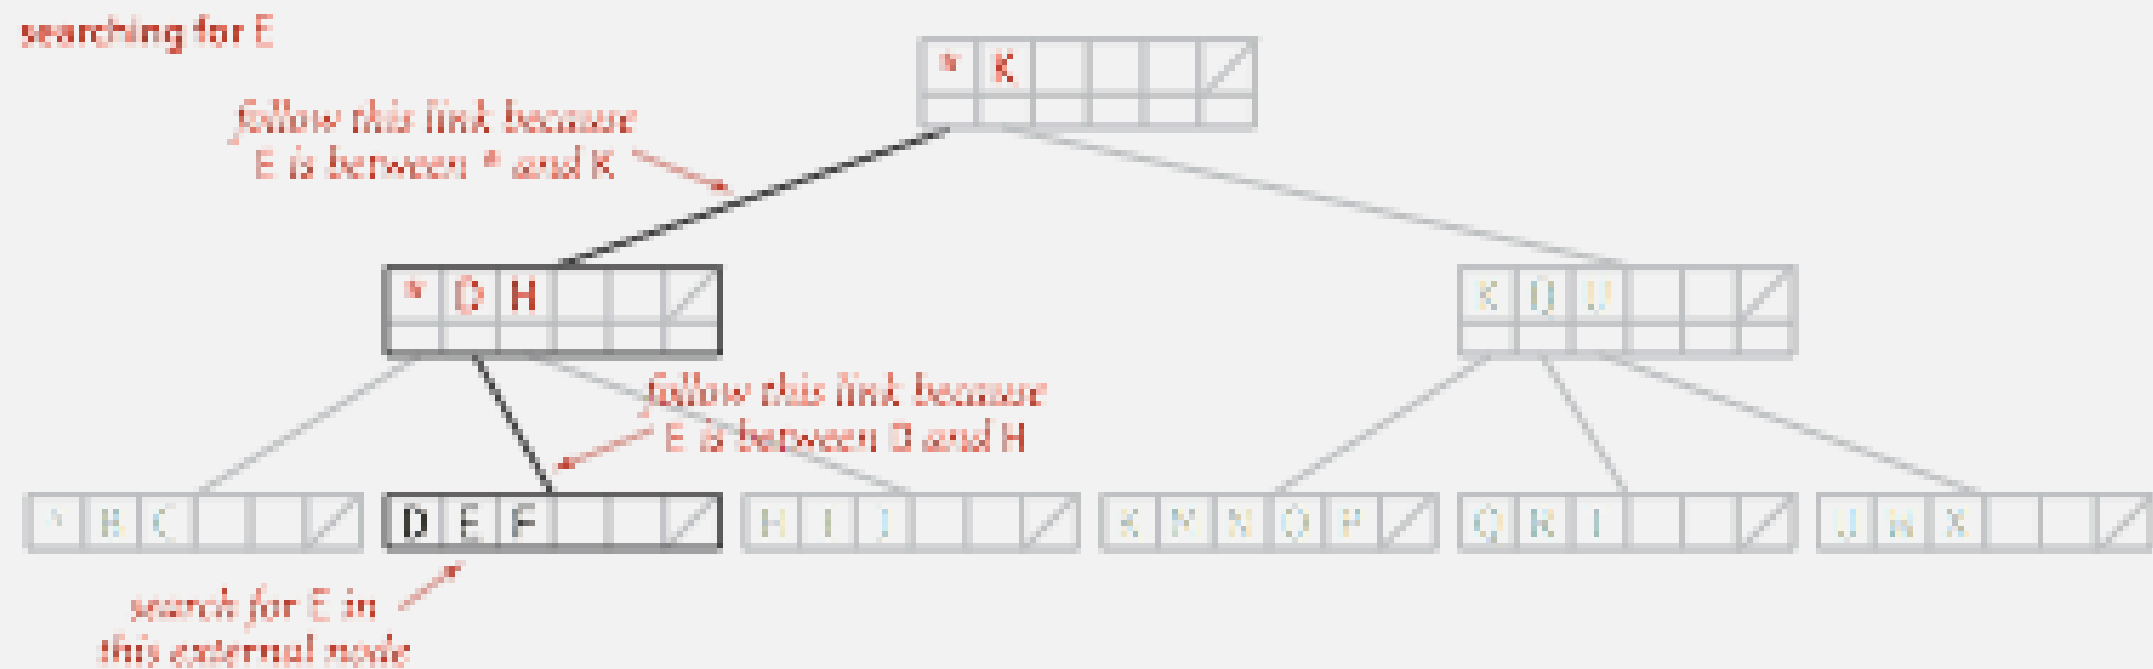 searching for E
* K
follow this link because
E is between * and K
* D H
K Q U
follow this link because
E is between D and H
* B C
D E F
H I J
K M N O P
Q R T
U W X
search for E in
this external node